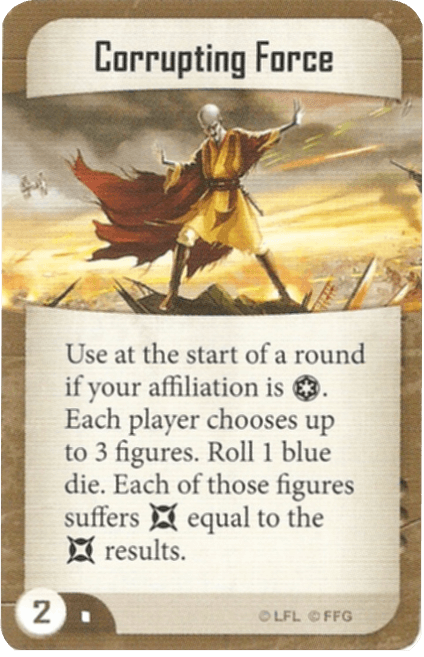 Corrupting Force
Use at the start of a round
if your affiliation is .
Each player chooses up
to 3 figures. Roll 1 blue
die. Each of those figures
suffers equal to the
results.
2
© LFL © FFG